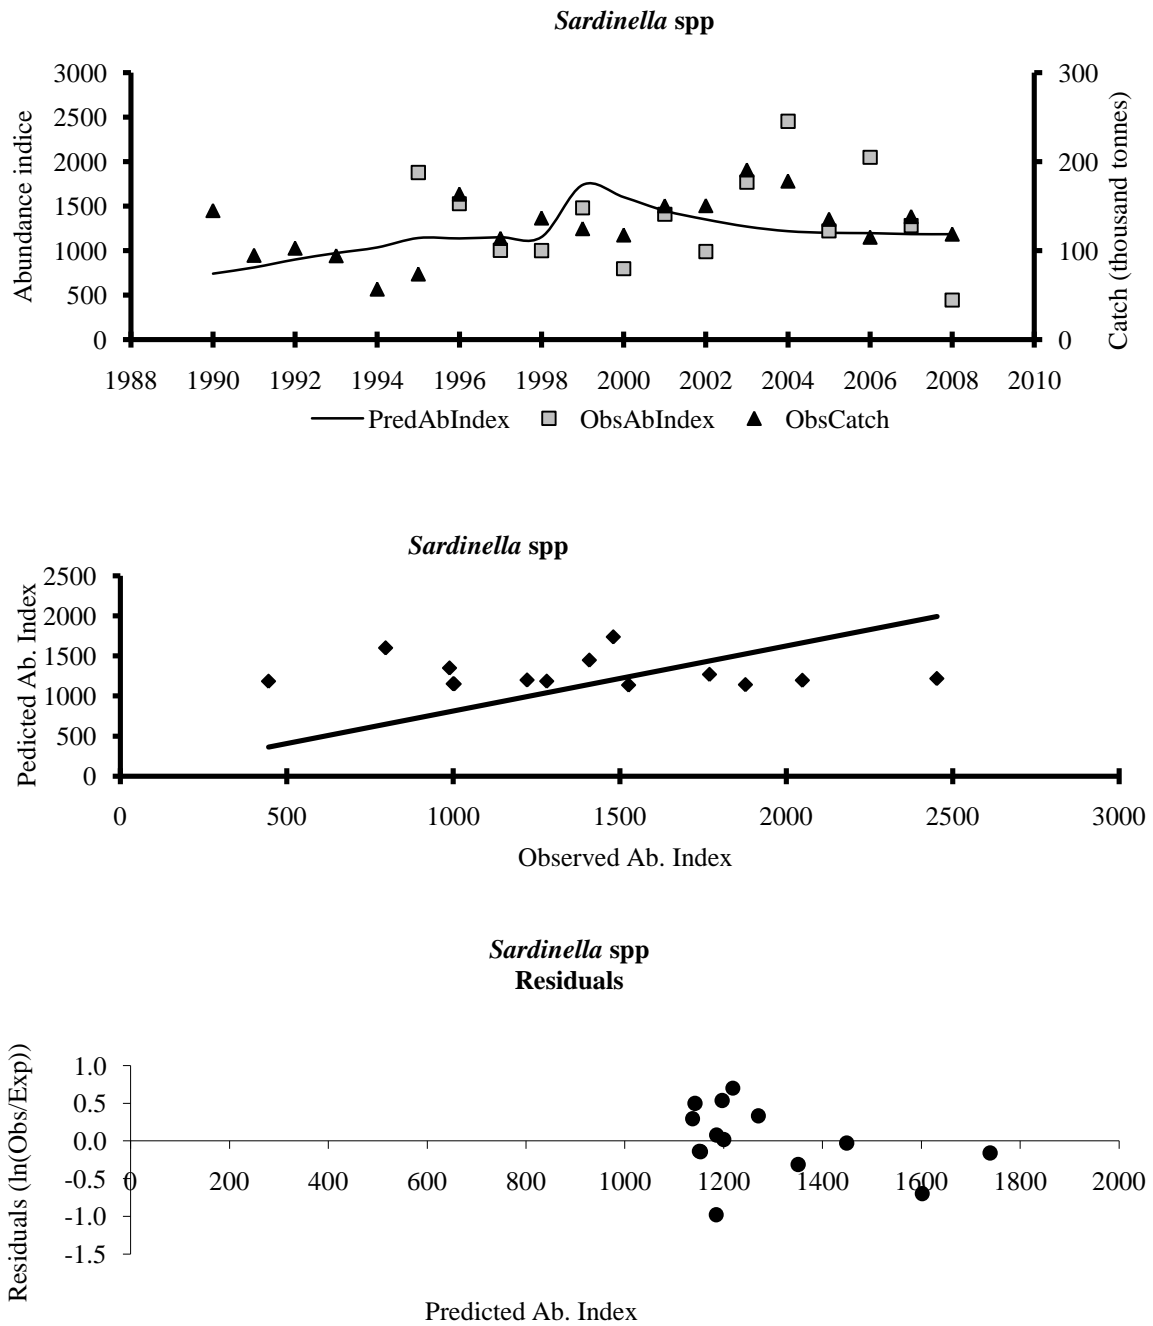 Sardinella spp
3000 300
2500
2000 200
1500
1000 100
500
0 0
Abundance indice
Catch (thousand tonnes)
1988 1990 1992 1994 1996 1998 2000 2002 2004 2006 2008 2010
PredAbIndex ObsAbIndex ObsCatch
Sardinella spp
2500
2000
1500
1000
500
0
Pedicted Ab. Index
0 500 1000 1500 2000 2500 3000
Observed Ab. Index
Sardinella spp
Residuals
1.0
0.5
0.0
-0.5
-1.0
-1.5
Residuals (ln(Obs/Exp))
0 200 400 600 800 1000 1200 1400 1600 1800 2000
Predicted Ab. Index